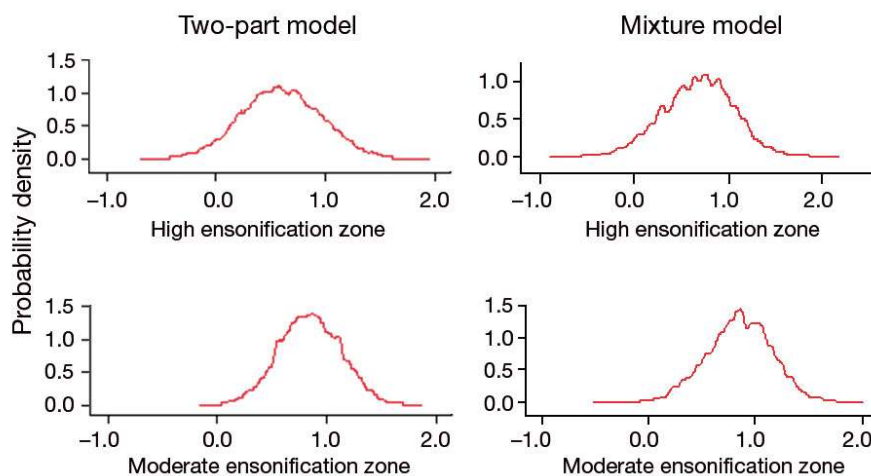 Two-part model
Mixture model
Probability density
1.5
1.0
0.5
0.0
−1.0 0.0 1.0 2.0
High ensonification zone
1.0
0.5
0.0
−1.0 0.0 1.0 2.0
High ensonification zone
1.5
1.0
0.5
0.0
−1.0 0.0 1.0 2.0
Moderate ensonification zone
1.5
1.0
0.5
0.0
−1.0 0.0 1.0 2.0
Moderate ensonification zone